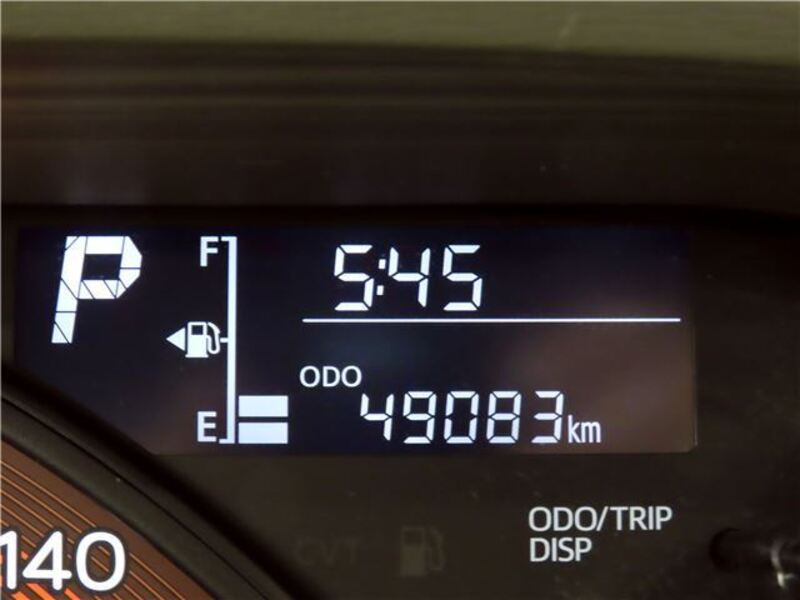 P
F
5:45
ODO
E
49083km
ODO/TRIP
DISP
CVT
140